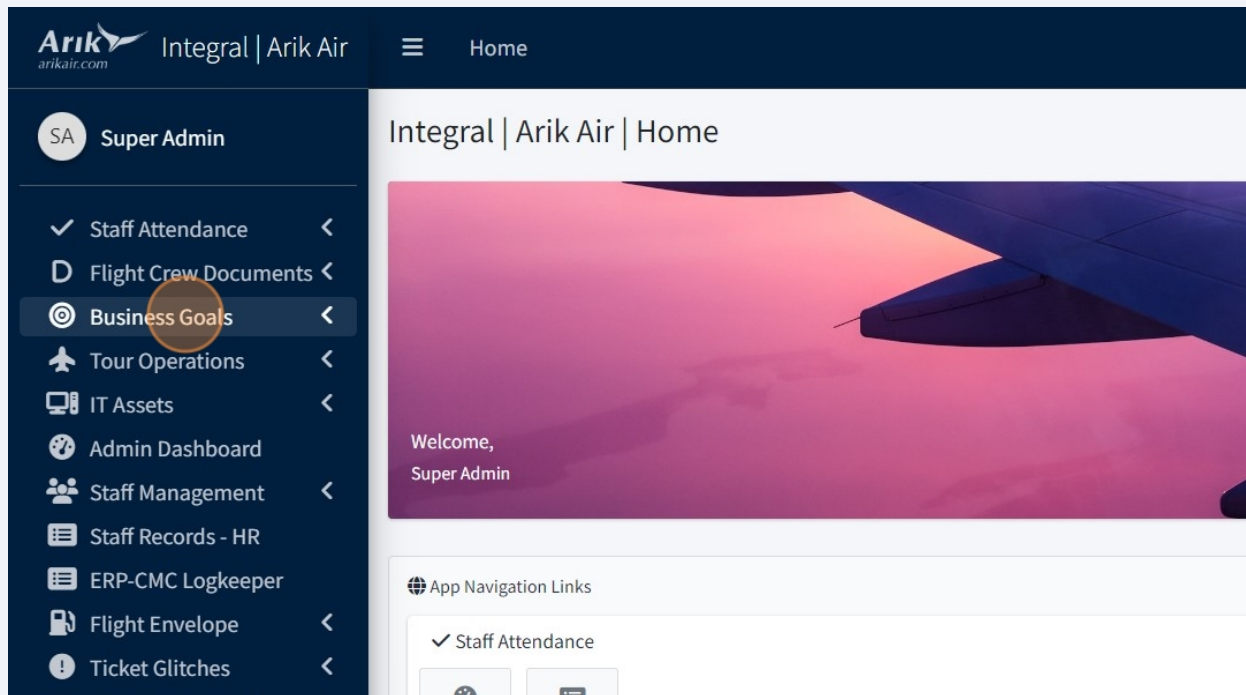 Arık
arikair.com
Integral | Arik Air
Home
SA
Super Admin
Staff Attendance
Flight Crew Documents
Business Goals
Tour Operations
IT Assets
Admin Dashboard
Staff Management
Staff Records - HR
ERP-CMC Logkeeper
Flight Envelope
Ticket Glitches
Integral | Arik Air | Home
Welcome,
Super Admin
App Navigation Links
Staff Attendance